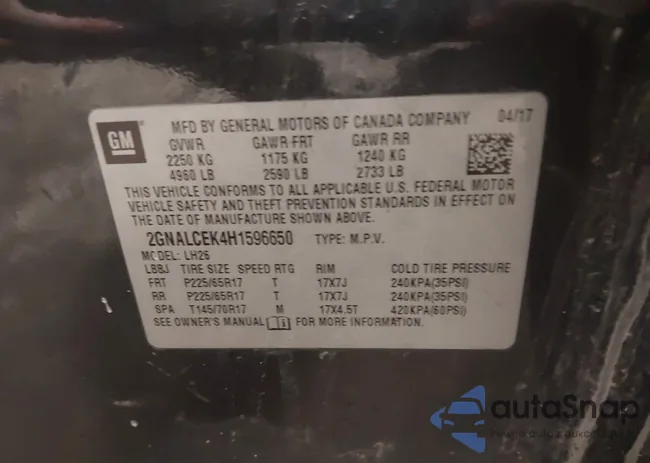 GM
MFD BY GENERAL MOTORS OF CANADA COMPANY 04/17
GVWR GAWR FRT GAWR RR
2250 KG 1175 KG 1240 KG
4960 LB 2590 LB 2733 LB
THIS VEHICLE CONFORMS TO ALL APPLICABLE U.S. FEDERAL MOTOR
VEHICLE SAFETY AND THEFT PREVENTION STANDARDS IN EFFECT ON
THE DATE OF MANUFACTURE SHOWN ABOVE.
2GNALCEK4H1596650 TYPE: M.P.V.
MODEL: LH26
LBBJ TIRE SIZE SPEED RTG RIM COLD TIRE PRESSURE
FRT P225/65R17 T 17X7J 240KPA(35PSI)
RR P225/65R17 T 17X7J 240KPA(35PSI)
SPA T145/70R17 M 17X4.5T 420KPA(60PSI)
SEE OWNER'S MANUAL FOR MORE INFORMATION.
autoSnap